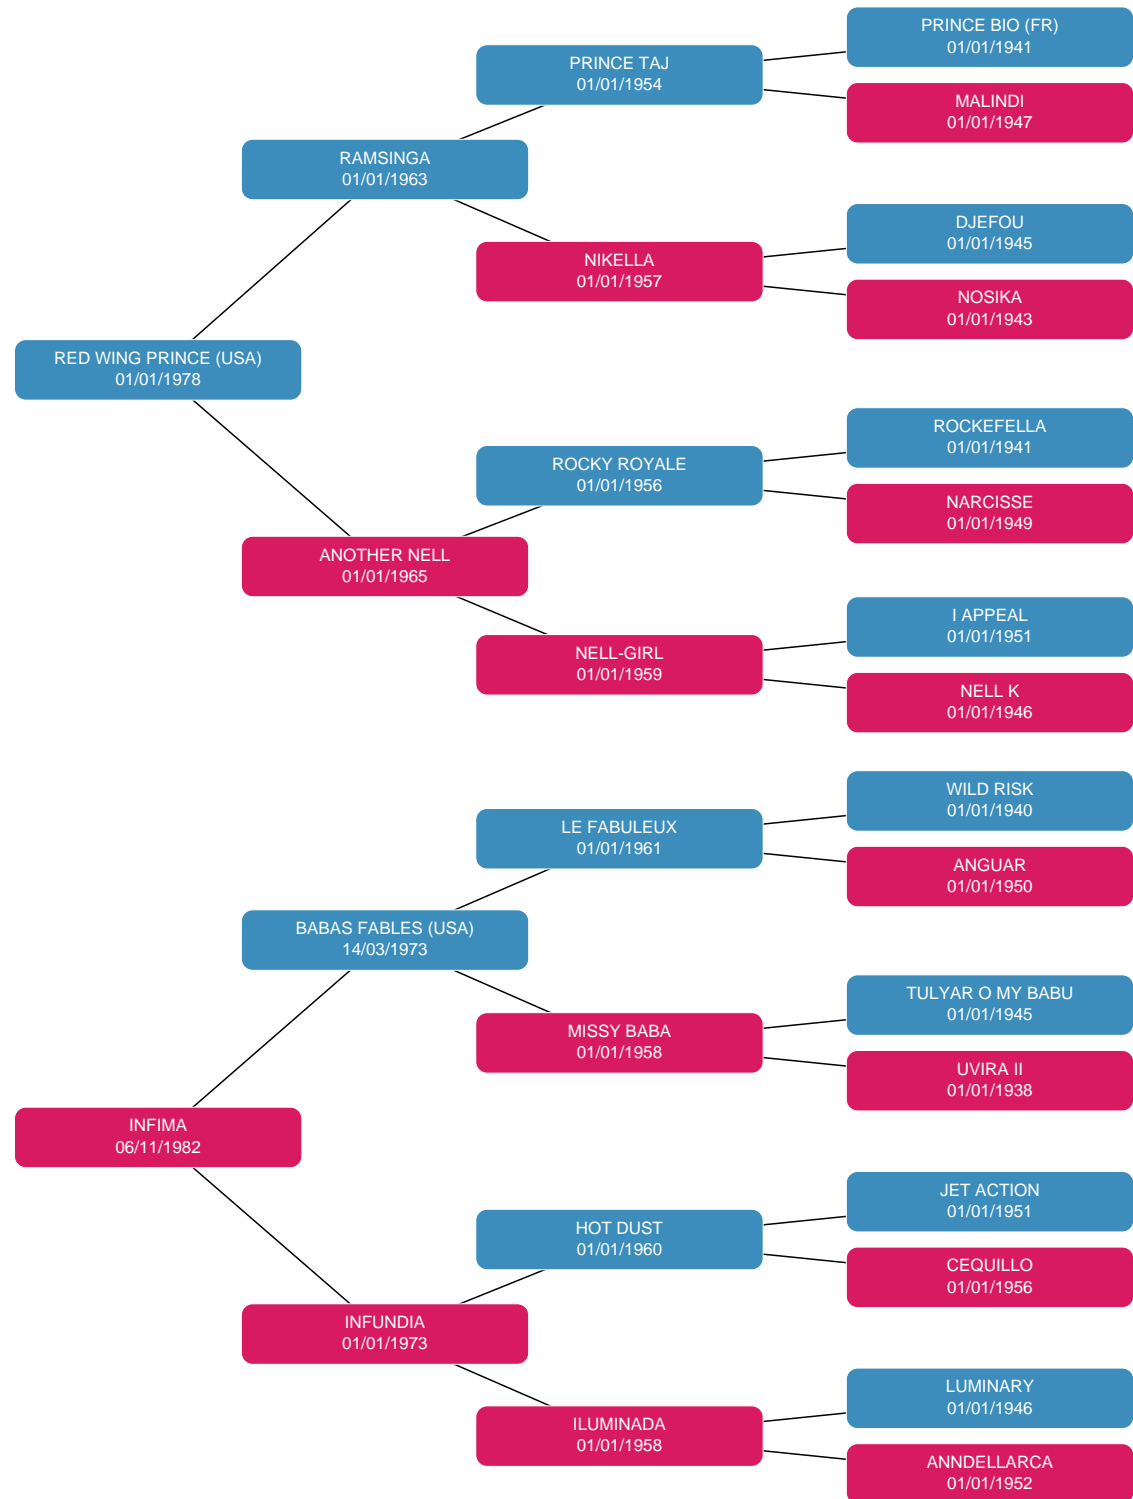 PRINCE BIO (FR)
01/01/1941
PRINCE TAJ
01/01/1954
MALINDI
01/01/1947
RAMSINGA
01/01/1963
DJEFOU
01/01/1945
NIKELLA
01/01/1957
NOSIKA
01/01/1943
RED WING PRINCE (USA)
01/01/1978
ROCKEFELLA
01/01/1941
ROCKY ROYALE
01/01/1956
NARCISSE
01/01/1949
ANOTHER NELL
01/01/1965
I APPEAL
01/01/1951
NELL-GIRL
01/01/1959
NELL K
01/01/1946
WILD RISK
01/01/1940
LE FABULEUX
01/01/1961
ANGUAR
01/01/1950
BABAS FABLES (USA)
14/03/1973
TULYAR O MY BABU
01/01/1945
MISSY BABA
01/01/1958
UVIRA II
01/01/1938
INFIMA
06/11/1982
JET ACTION
01/01/1951
HOT DUST
01/01/1960
CEQUILLO
01/01/1956
INFUNDIA
01/01/1973
LUMINARY
01/01/1946
ILUMINADA
01/01/1958
ANNDELLARCA
01/01/1952